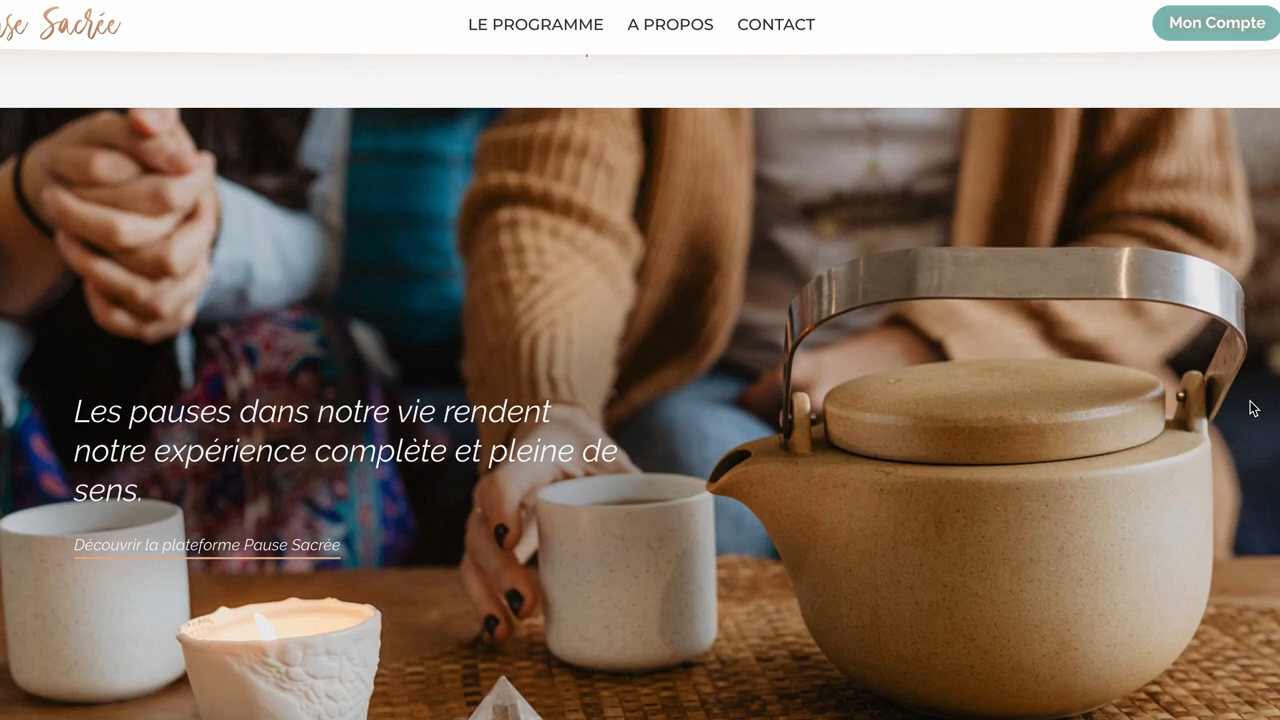 Sacrée
LE PROGRAMME A PROPOS CONTACT
Mon Compte
Les pauses dans notre vie rendent
notre expérience complète et pleine de
sens.
Découvrir la plateforme Pause Sacrée